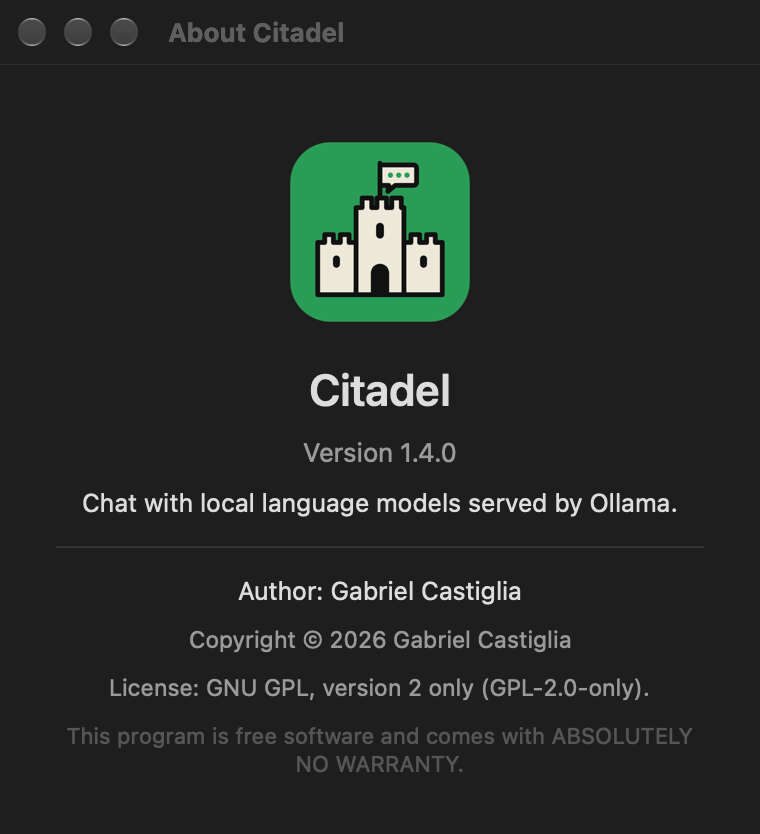 About Citadel
Citadel
Version 1.4.0
Chat with local language models served by Ollama.
Author: Gabriel Castiglia
Copyright © 2026 Gabriel Castiglia
License: GNU GPL, version 2 only (GPL-2.0-only).
This program is free software and comes with ABSOLUTELY
NO WARRANTY.